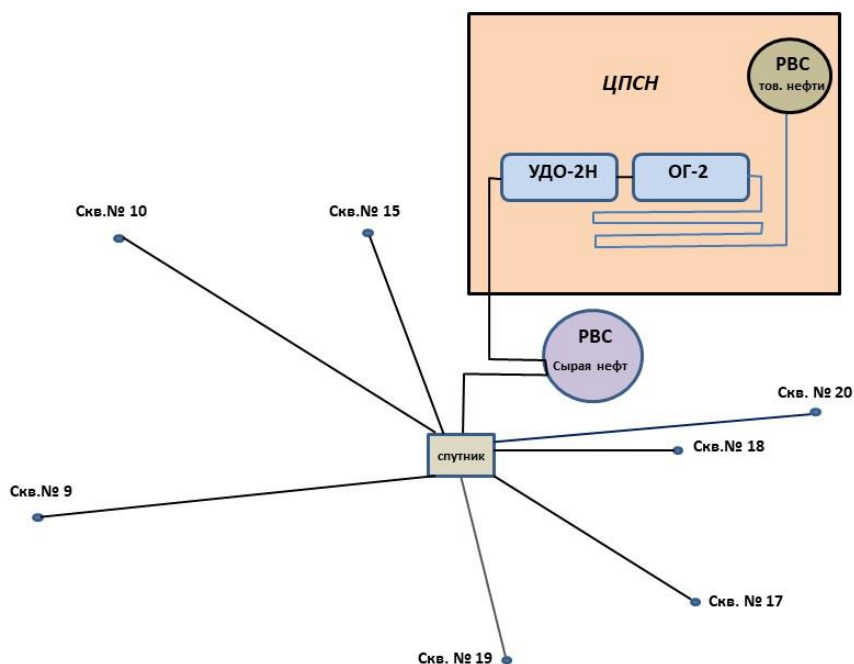 ЦПСН
РВС
тов. нефти
УДО-2Н
ОГ-2
Скв.№ 10
Скв.№ 15
РВС
Сырая нефт
Скв. № 20
спутник
Скв.№ 18
Скв.№ 9
Скв. № 17
Скв. № 19